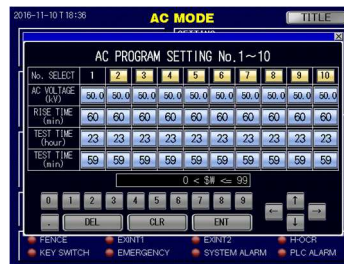 2016-11-10 T 18:36 AC MODE TITLE
AC PROGRAM SETTING No.1~10
No. SELECT 1 2 3 4 5 6 7 8 9 10
AC VOLTAGE (kV) 50.0 50.0 50.0 50.0 50.0 50.0 50.0 50.0 50.0 50.0
RISE TIME (min) 60 60 60 60 60 60 60 60 60 60
TEST TIME (hour) 23 23 23 23 23 23 23 23 23 23
TEST TIME (min) 59 59 59 59 59 59 59 59 59 59
0 < $W <= 99
0 1 2 3 4 5 6 7 8 9 ↑
← →
. DEL CLR ENT ↓
FENCE EXINT1 EXINT2 H-OCR
KEY SWITCH EMERGENCY SYSTEM ALARM PLC ALARM